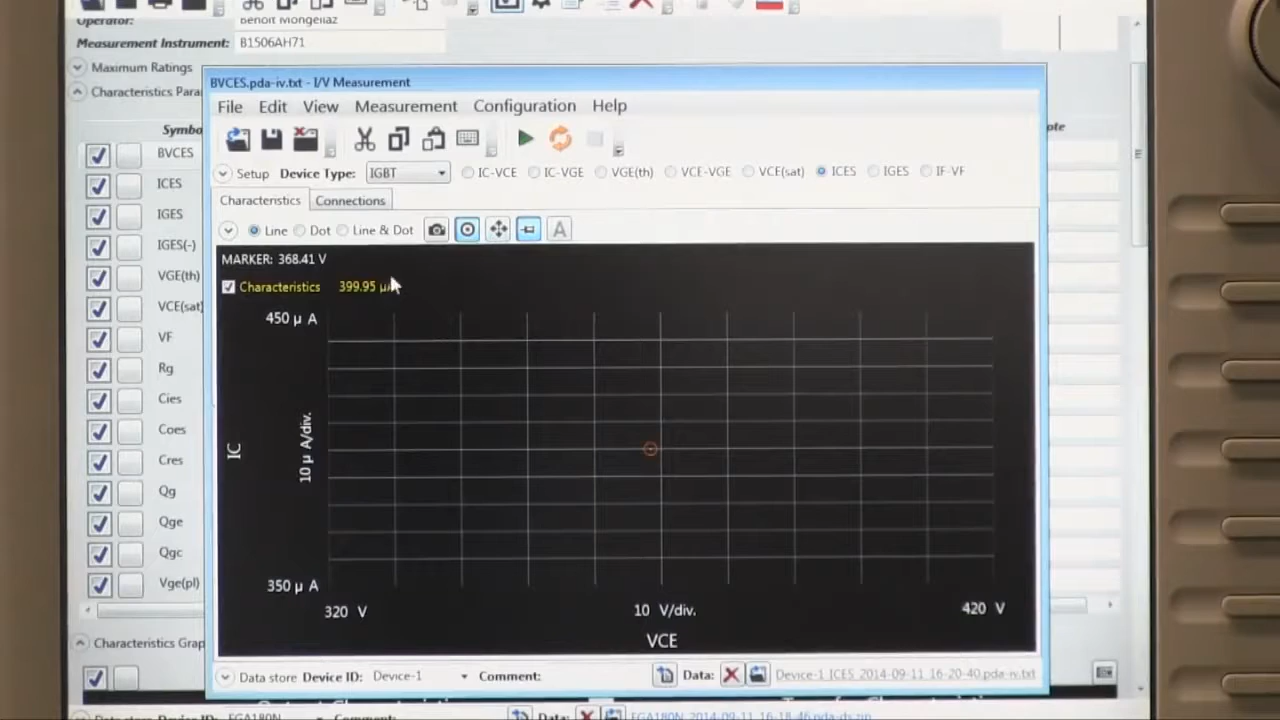 Operator: Benoit Mongellaz
Measurement Instrument: B1506AH71
Maximum Ratings
Characteristics Para
Symbo
BVCES
ICES
IGES
IGES(-)
VGE(th)
VCE(sat)
VF
Rg
Cies
Coes
Cres
Qg
Qge
Qgc
Vge(pl)
Characteristics Grap
ote
BVCES.pda-iv.txt - I/V Measurement
File Edit View Measurement Configuration Help
Setup Device Type: IGBT IC-VCE IC-VGE VGE(th) VCE-VGE VCE(sat) ICES IGES IF-VF
Characteristics Connections
Line Dot Line & Dot A
MARKER: 368.41 V
Characteristics 399.95 µA
450 µ A
IC
10 µ A/div.
350 µ A
320 V 10 V/div. 420 V
VCE
Data store Device ID: Device-1 Comment: Data: Device-1 ICES 2014-09-11 16-20-40.pda-iv.txt